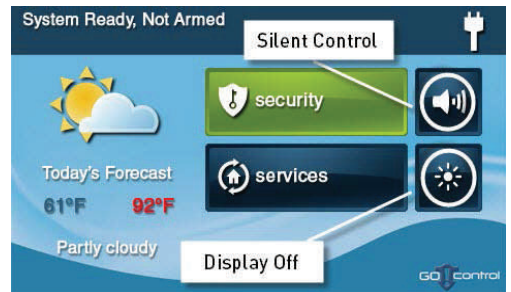 System Ready, Not Armed
Silent Control
security
Today's Forecast
services
61°F 92°F
Partly cloudy
Display Off
GO!control